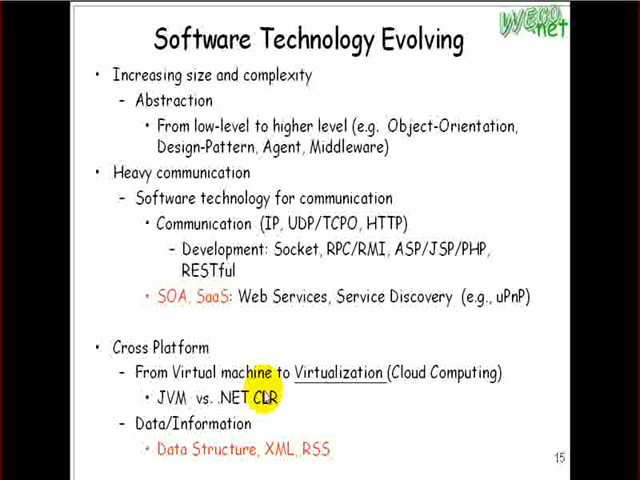 WECO
.net
Software Technology Evolving
• Increasing size and complexity
– Abstraction
• From low-level to higher level (e.g. Object-Orientation,
Design-Pattern, Agent, Middleware)
• Heavy communication
– Software technology for communication
• Communication (IP, UDP/TCPO, HTTP)
– Development: Socket, RPC/RMI, ASP/JSP/PHP,
RESTful
• SOA, SaaS: Web Services, Service Discovery (e.g., uPnP)
• Cross Platform
– From Virtual machine to Virtualization (Cloud Computing)
• JVM vs. .NET CLR
– Data/Information
• Data Structure, XML, RSS
15